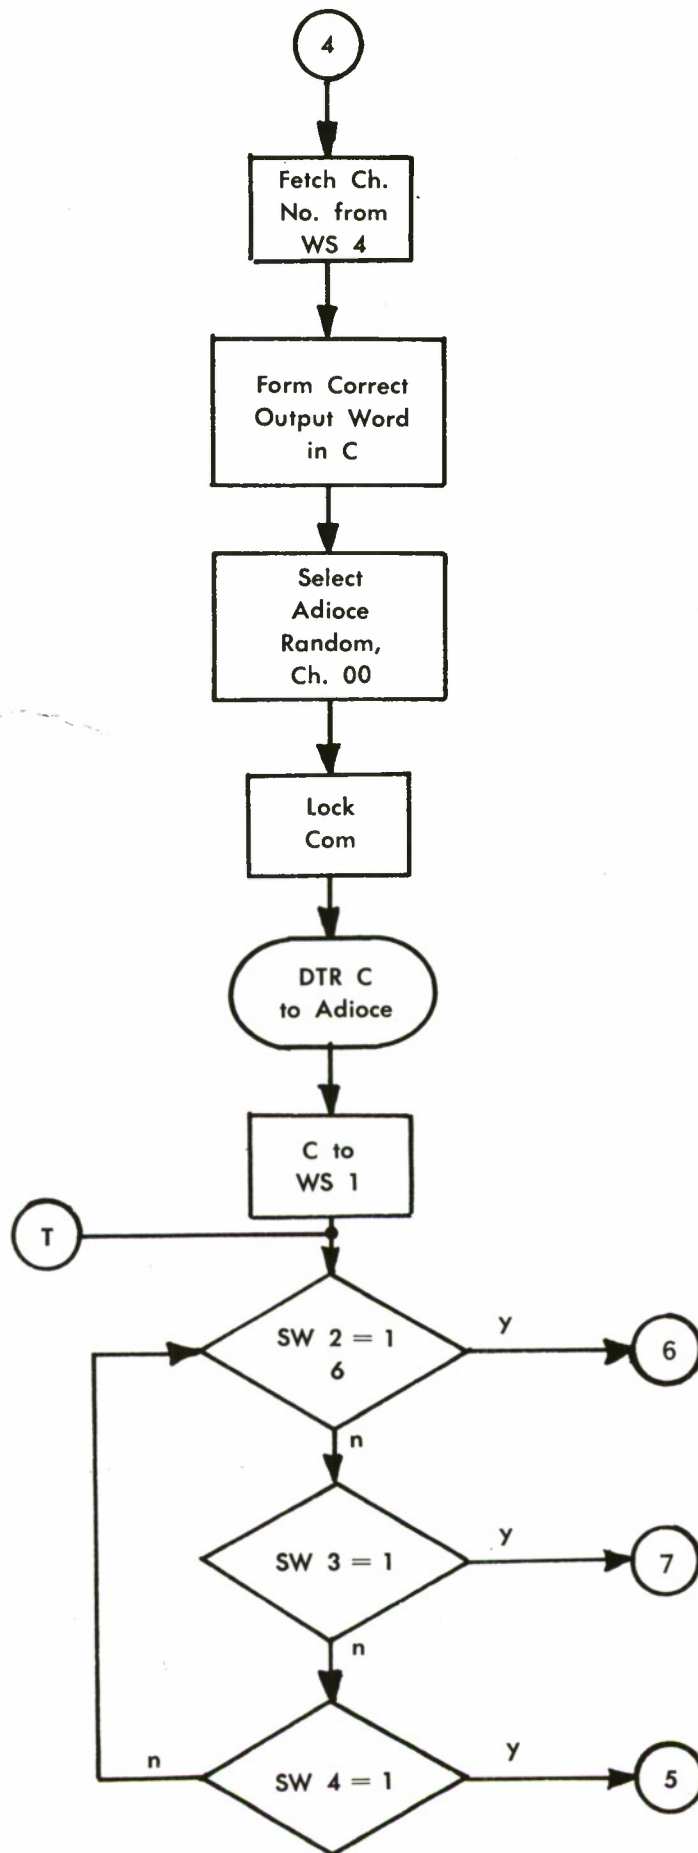 4
Fetch Ch.
No. from
WS 4
Form Correct
Output Word
in C
Select
Adioce
Random,
Ch. 00
Lock
Com
DTR C
to Adioce
C to
WS 1
T
SW 2 = 1
6
y
6
n
SW 3 = 1
y
7
n
SW 4 = 1
n
y
5